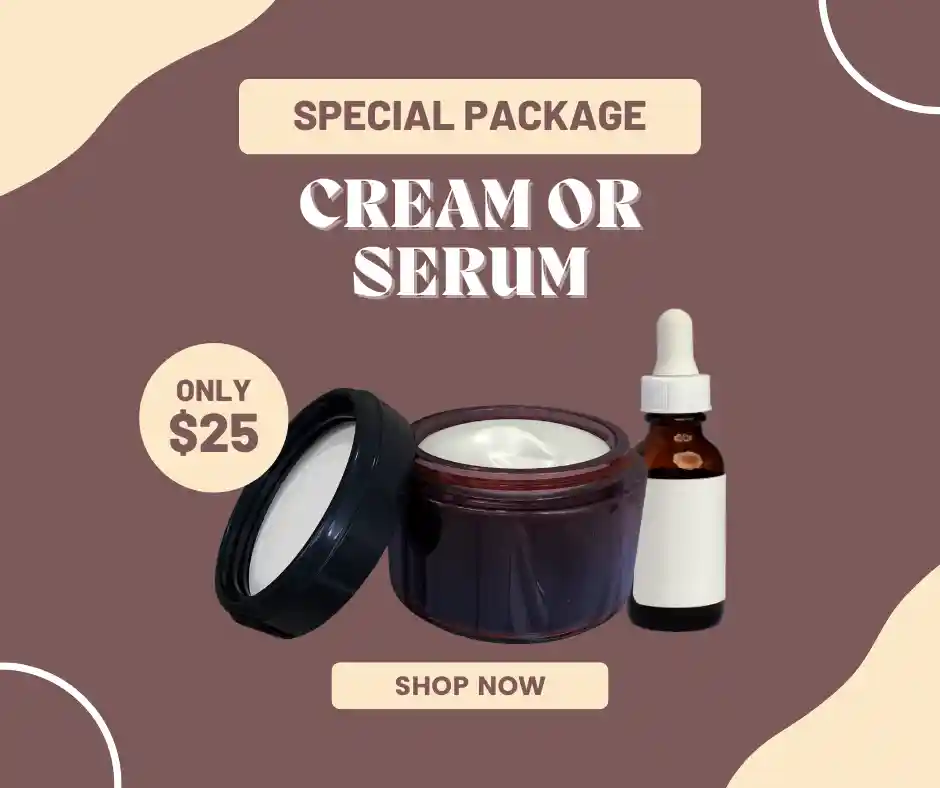 SPECIAL PACKAGE
CREAM OR
SERUM
ONLY
$25
SHOP NOW